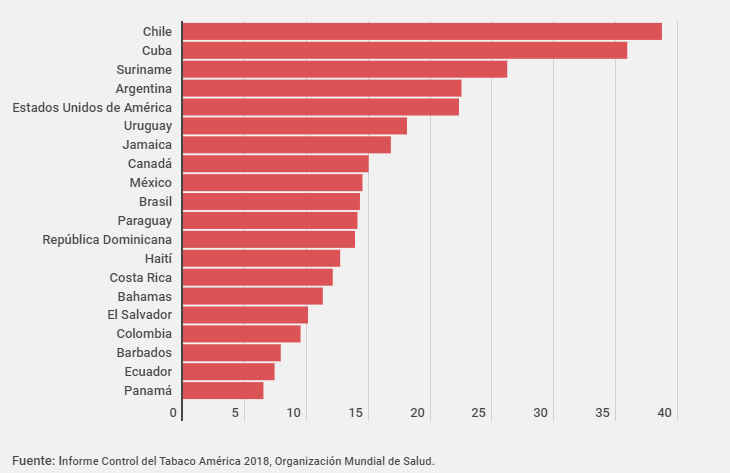 Chile
Cuba
Suriname
Argentina
Estados Unidos de América
Uruguay
Jamaica
Canadá
México
Brasil
Paraguay
República Dominicana
Haití
Costa Rica
Bahamas
El Salvador
Colombia
Barbados
Ecuador
Panamá
0 5 10 15 20 25 30 35 40
Fuente: Informe Control del Tabaco América 2018, Organización Mundial de Salud.